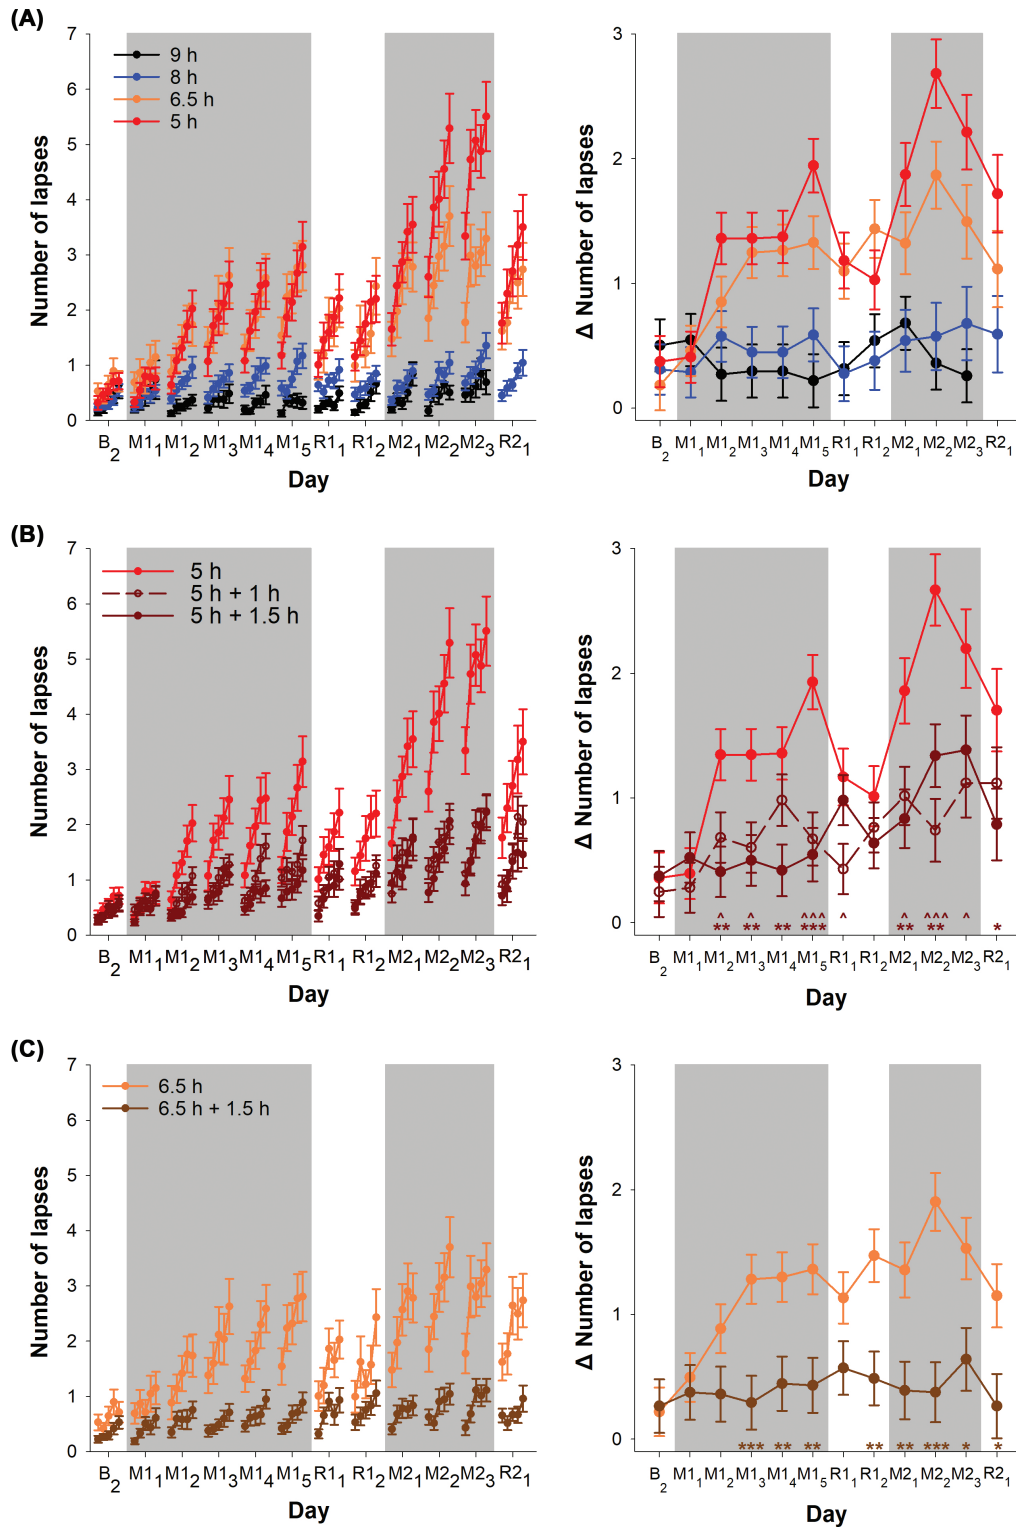 (A)
7
6
5
4
3
2
1
0
Number of lapses
9 h
8 h
6.5 h
5 h
B2 M11 M12 M13 M14 M15 R11 R12 M21 M22 M23 R21
Day
3
2
1
0
Δ Number of lapses
B2 M11 M12 M13 M14 M15 R11 R12 M21 M22 M23 R21
Day
(B)
7
6
5
4
3
2
1
0
Number of lapses
5 h
5 h + 1 h
5 h + 1.5 h
B2 M11 M12 M13 M14 M15 R11 R12 M21 M22 M23 R21
Day
3
2
1
0
Δ Number of lapses
^ ^ ^^^ ^ ^ ^^^ ^
** ** ** *** ** ** *
B2 M11 M12 M13 M14 M15 R11 R12 M21 M22 M23 R21
Day
(C)
7
6
5
4
3
2
1
0
Number of lapses
6.5 h
6.5 h + 1.5 h
B2 M11 M12 M13 M14 M15 R11 R12 M21 M22 M23 R21
Day
3
2
1
0
Δ Number of lapses
*** ** ** ** ** *** * *
B2 M11 M12 M13 M14 M15 R11 R12 M21 M22 M23 R21
Day